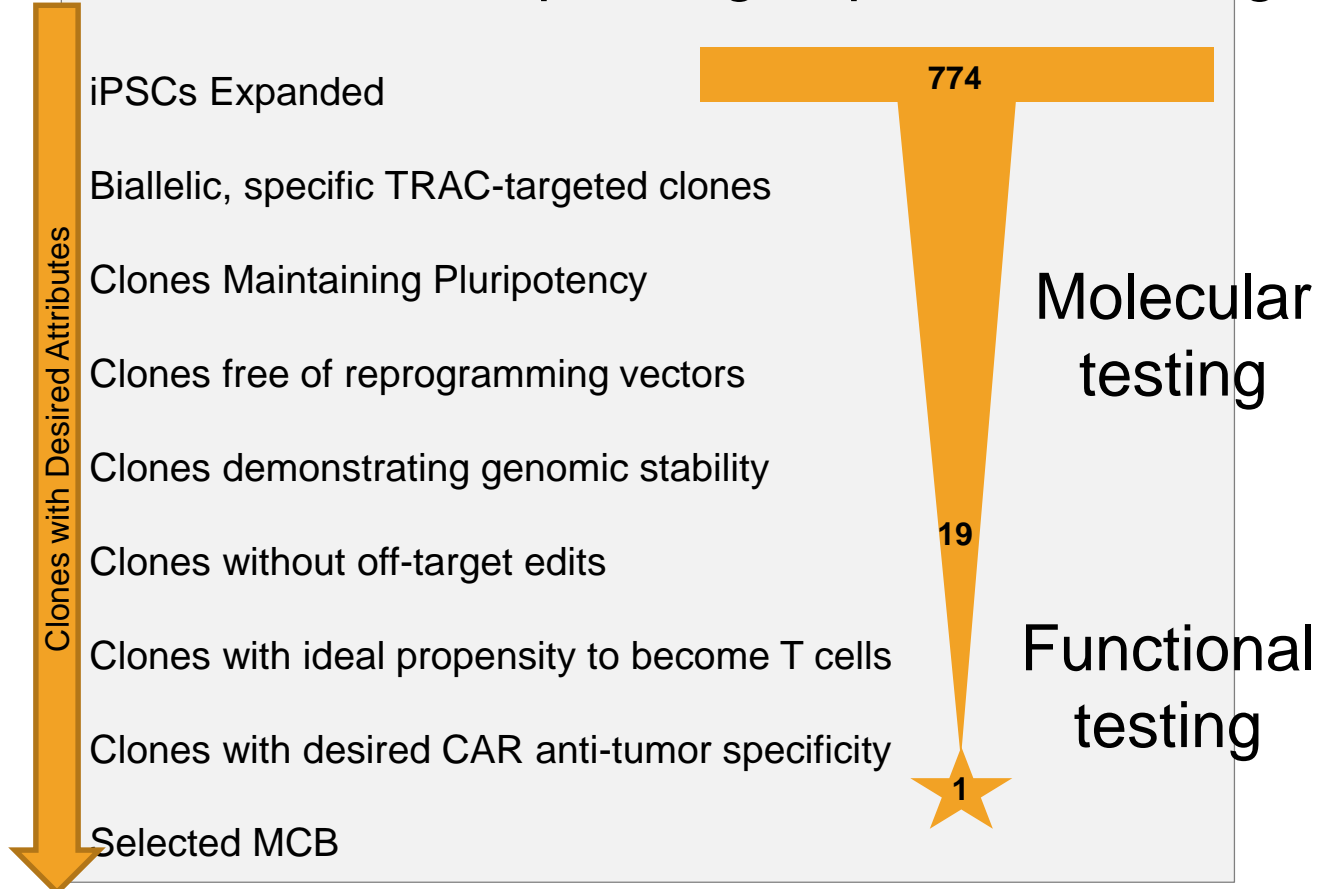 iPSCs Expanded
774
Biallelic, specific TRAC-targeted clones
Clones Maintaining Pluripotency
Molecular
testing
Clones free of reprogramming vectors
Clones demonstrating genomic stability
19
Clones without off-target edits
Clones with ideal propensity to become T cells
Functional
testing
Clones with desired CAR anti-tumor specificity
1
Selected MCB
Clones with Desired Attributes